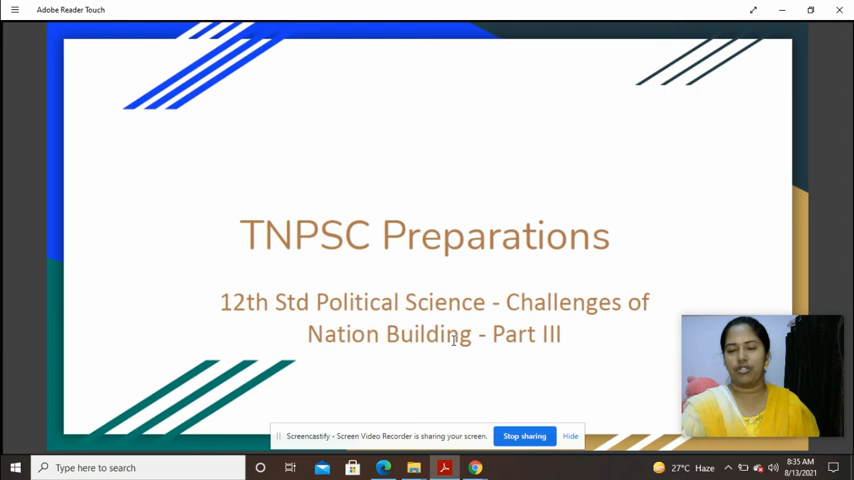 Adobe Reader Touch
TNPSC Preparations
12th Std Political Science - Challenges of
Nation Building - Part III
Screencastify - Screen Video Recorder is sharing your screen.
Stop sharing
Hide
Type here to search
27°C Haze
8:35 AM
8/13/2021